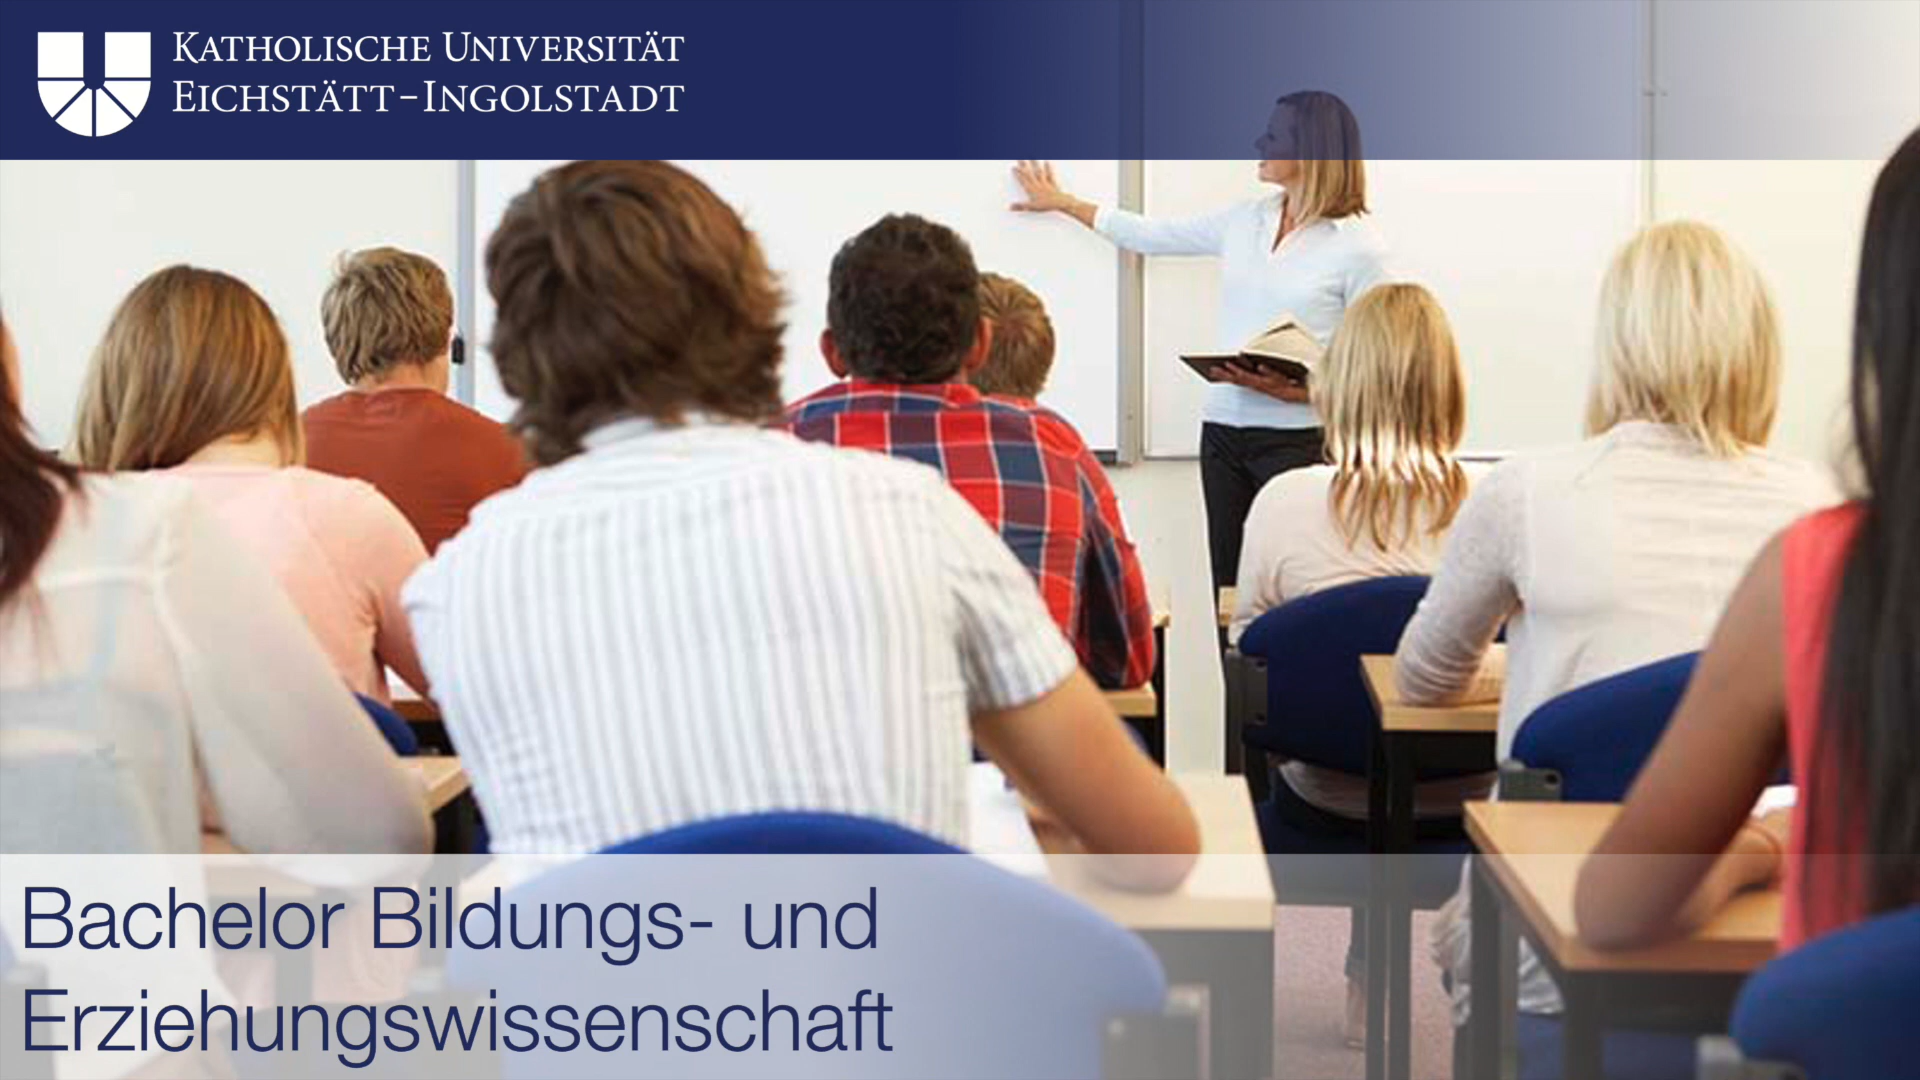 Katholische Universität
Eichstätt-Ingolstadt
Bachelor Bildungs- und
Erziehungswissenschaft